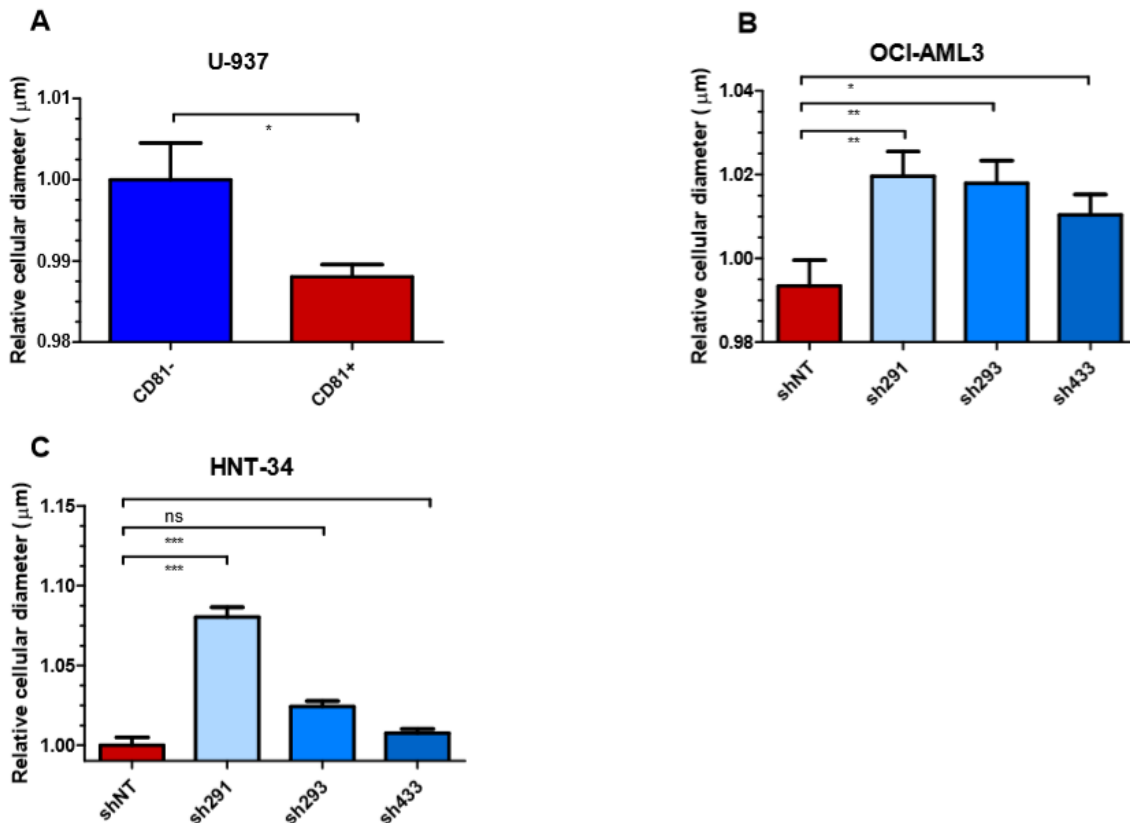 A
U-937
Relative cellular diameter ( μm)
1.01
1.00
0.99
0.98
*
CD81-
CD81+
B
OCI-AML3
Relative cellular diameter ( μm)
1.04
1.02
1.00
0.98
*
**
**
shNT
sh291
sh293
sh433
C
HNT-34
Relative cellular diameter ( μm)
1.15
1.10
1.05
1.00
ns
***
***
shNT
sh291
sh293
sh433